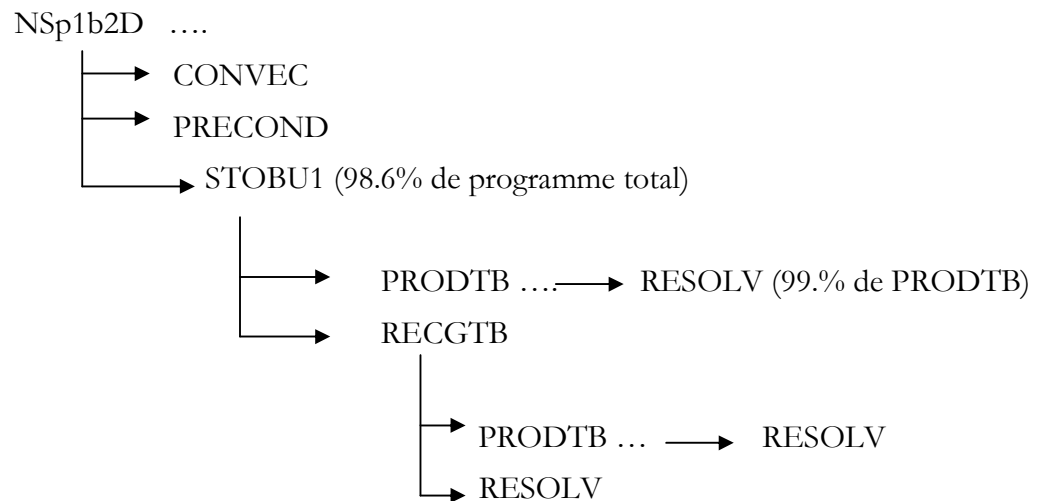 NSp1b2D ….
CONVEC
PRECOND
STOBU1 (98.6% de programme total)
PRODTB …. RESOLV (99.% de PRODTB)
RECGTB
PRODTB … RESOLV
RESOLV